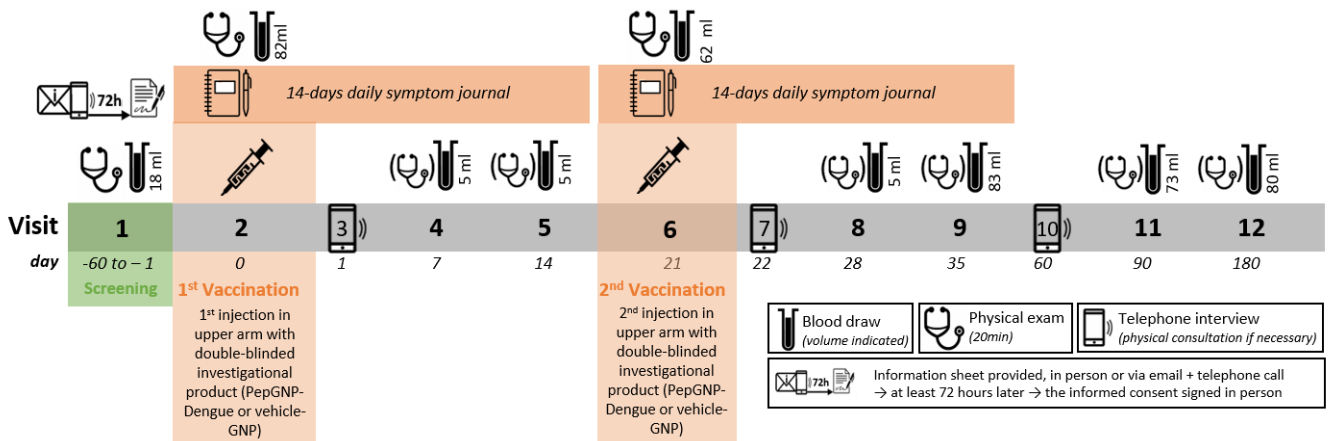 82ml
62 ml
72h
14-days daily symptom journal
14-days daily symptom journal
18 ml
5 ml
5 ml
5 ml
83 ml
73 ml
80 ml
Visit 1 2 3 4 5 6 7 8 9 10 11 12
day -60 to – 1 0 1 7 14 21 22 28 35 60 90 180
Screening
1st Vaccination
1st injection in
upper arm with
double-blinded
investigational
product (PepGNP-
Dengue or vehicle-
GNP)
2nd Vaccination
2nd injection in
upper arm with
double-blinded
investigational
product (PepGNP-
Dengue or vehicle-
GNP)
Blood draw
(volume indicated)
Physical exam
(20min)
Telephone interview
(physical consultation if necessary)
72h
Information sheet provided, in person or via email + telephone call
→ at least 72 hours later → the informed consent signed in person